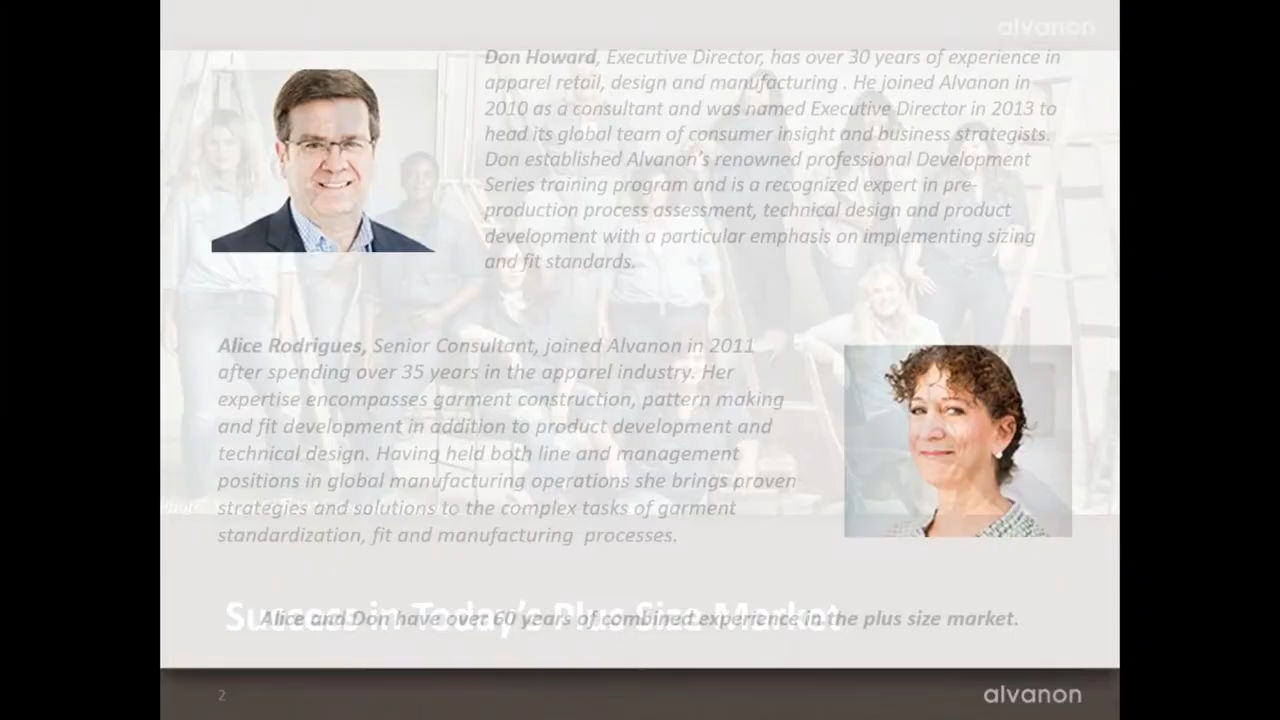 alvanon
Don Howard, Executive Director, has over 30 years of experience in
apparel retail, design and manufacturing . He joined Alvanon in
2010 as a consultant and was named Executive Director in 2013 to
head its global team of consumer insight and business strategists.
Don established Alvanon's renowned professional Development
Series training program and is a recognized expert in pre-
production process assessment, technical design and product
development with a particular emphasis on implementing sizing
and fit standards.
Alice Rodrigues, Senior Consultant, joined Alvanon in 2011
after spending over 35 years in the apparel industry. Her
expertise encompasses garment construction, pattern making
and fit development in addition to product development and
technical design. Having held both line and management
positions in global manufacturing operations she brings proven
strategies and solutions to the complex tasks of garment
standardization, fit and manufacturing  processes.
Success in Today's Plus Size Market
Alice and Don have over 60 years of combined experience in the plus size market.
2
alvanon